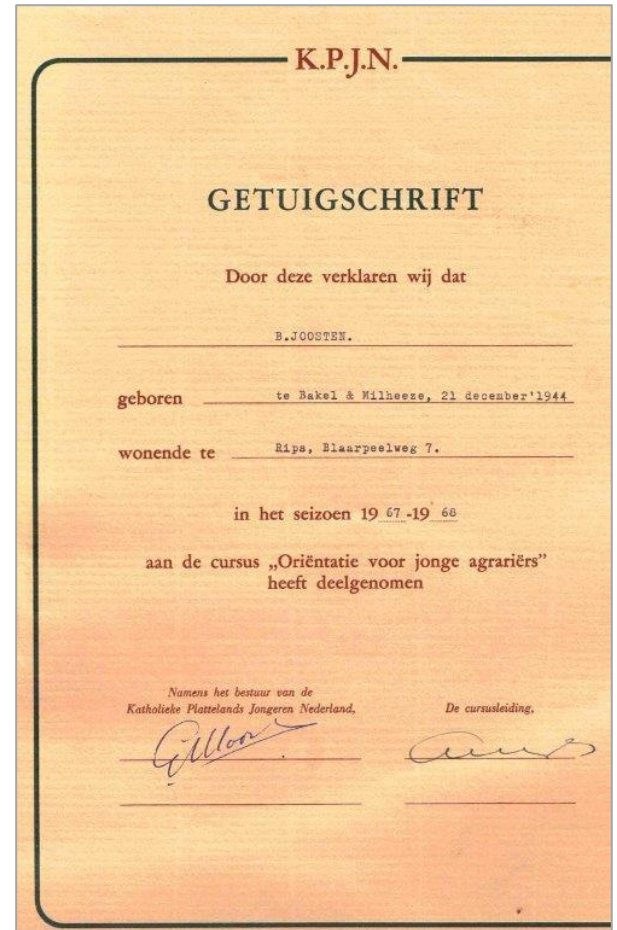 K.P.J.N.
GETUIGSCHRIFT
Door deze verklaren wij dat
B.JOOSTEN.
geboren te Bakel & Milheeze, 21 december'1944
wonende te Rips, Blaarpeelweg 7.
in het seizoen 19 67 -19 68
aan de cursus „Oriëntatie voor jonge agrariërs”
heeft deelgenomen
Namens het bestuur van de
Katholieke Plattelands Jongeren Nederland,
De cursusleiding,